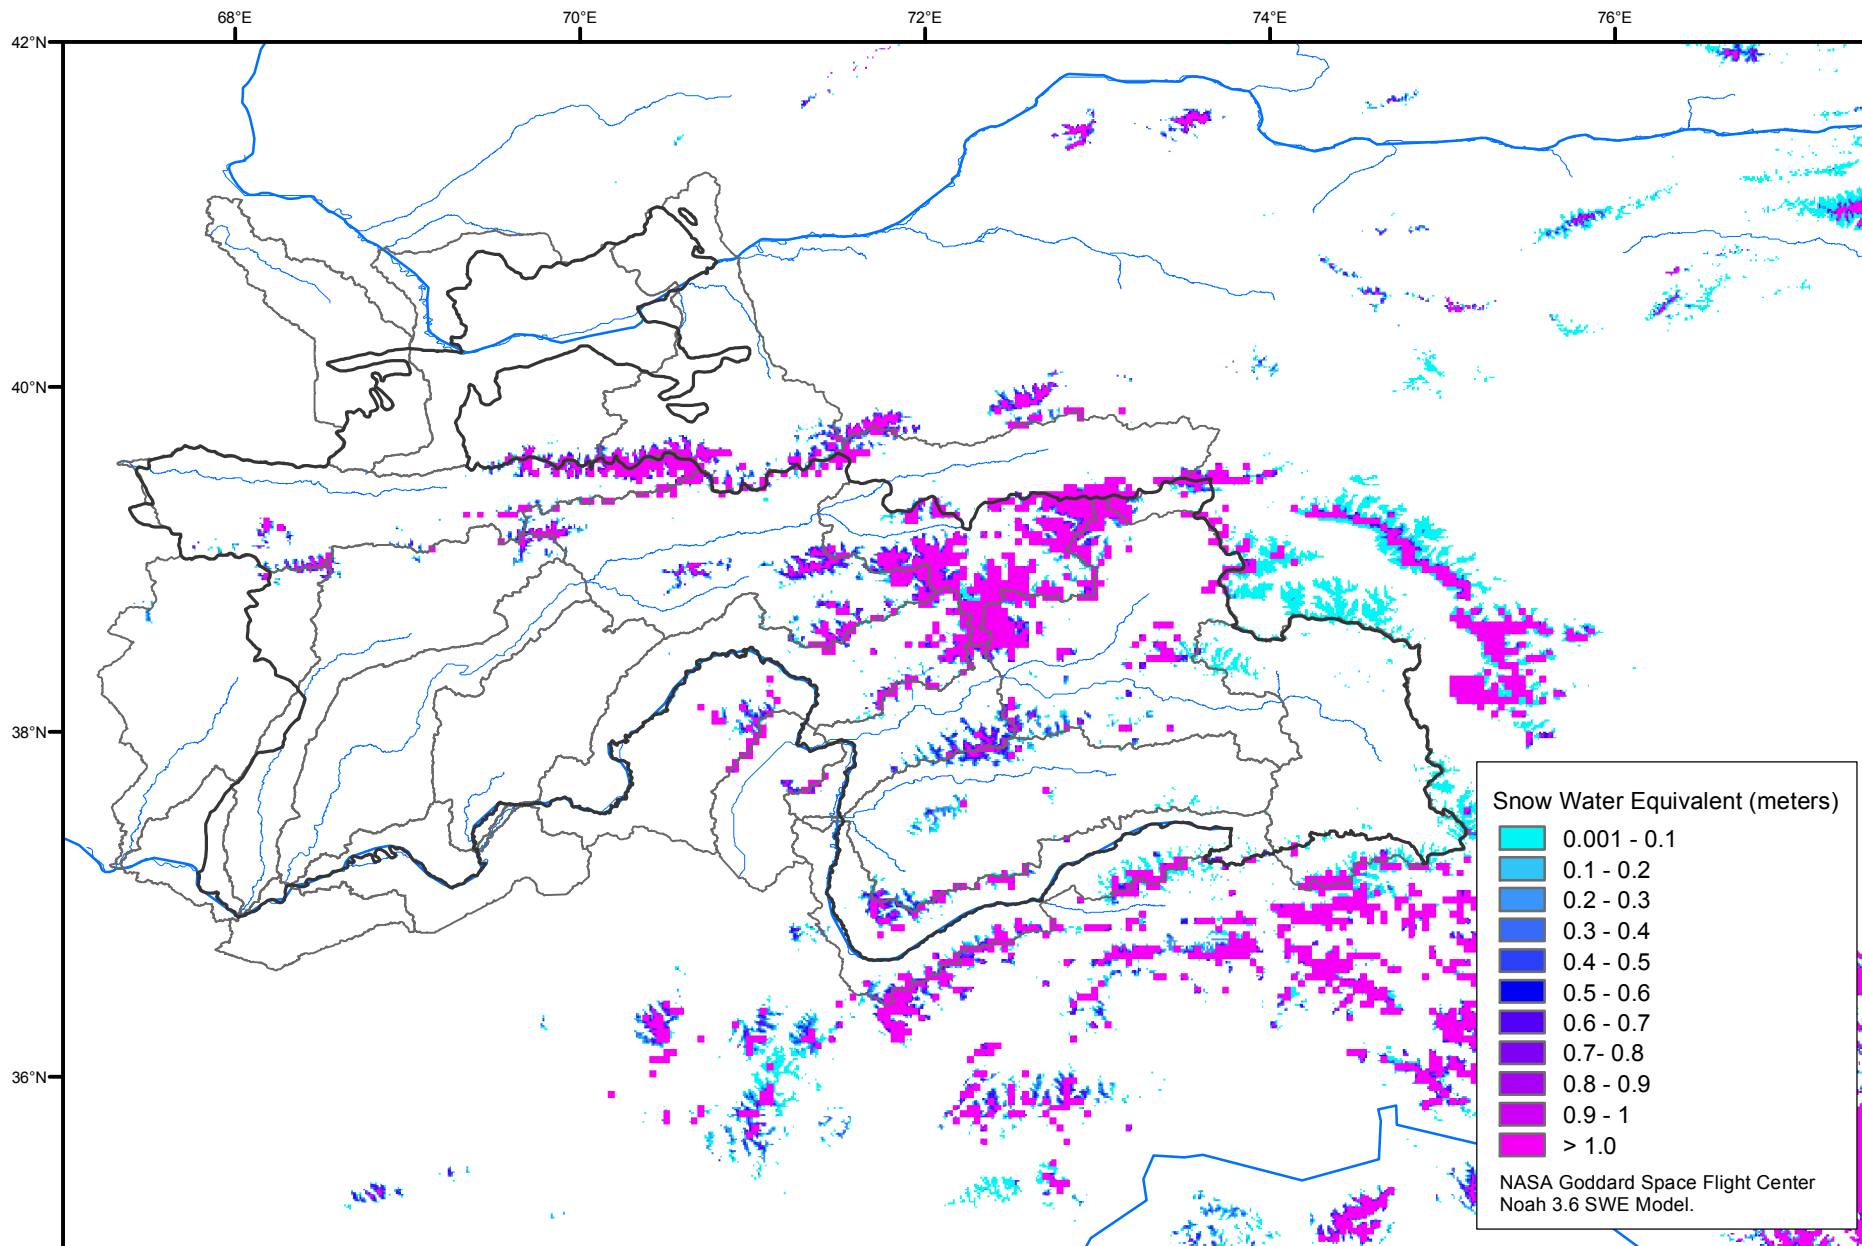 68°E 70°E 72°E 74°E 76°E
42°N
40°N
38°N
36°N
Snow Water Equivalent (meters)
0.001 - 0.1
0.1 - 0.2
0.2 - 0.3
0.3 - 0.4
0.4 - 0.5
0.5 - 0.6
0.6 - 0.7
0.7- 0.8
0.8 - 0.9
0.9 - 1
> 1.0
NASA Goddard Space Flight Center
Noah 3.6 SWE Model.